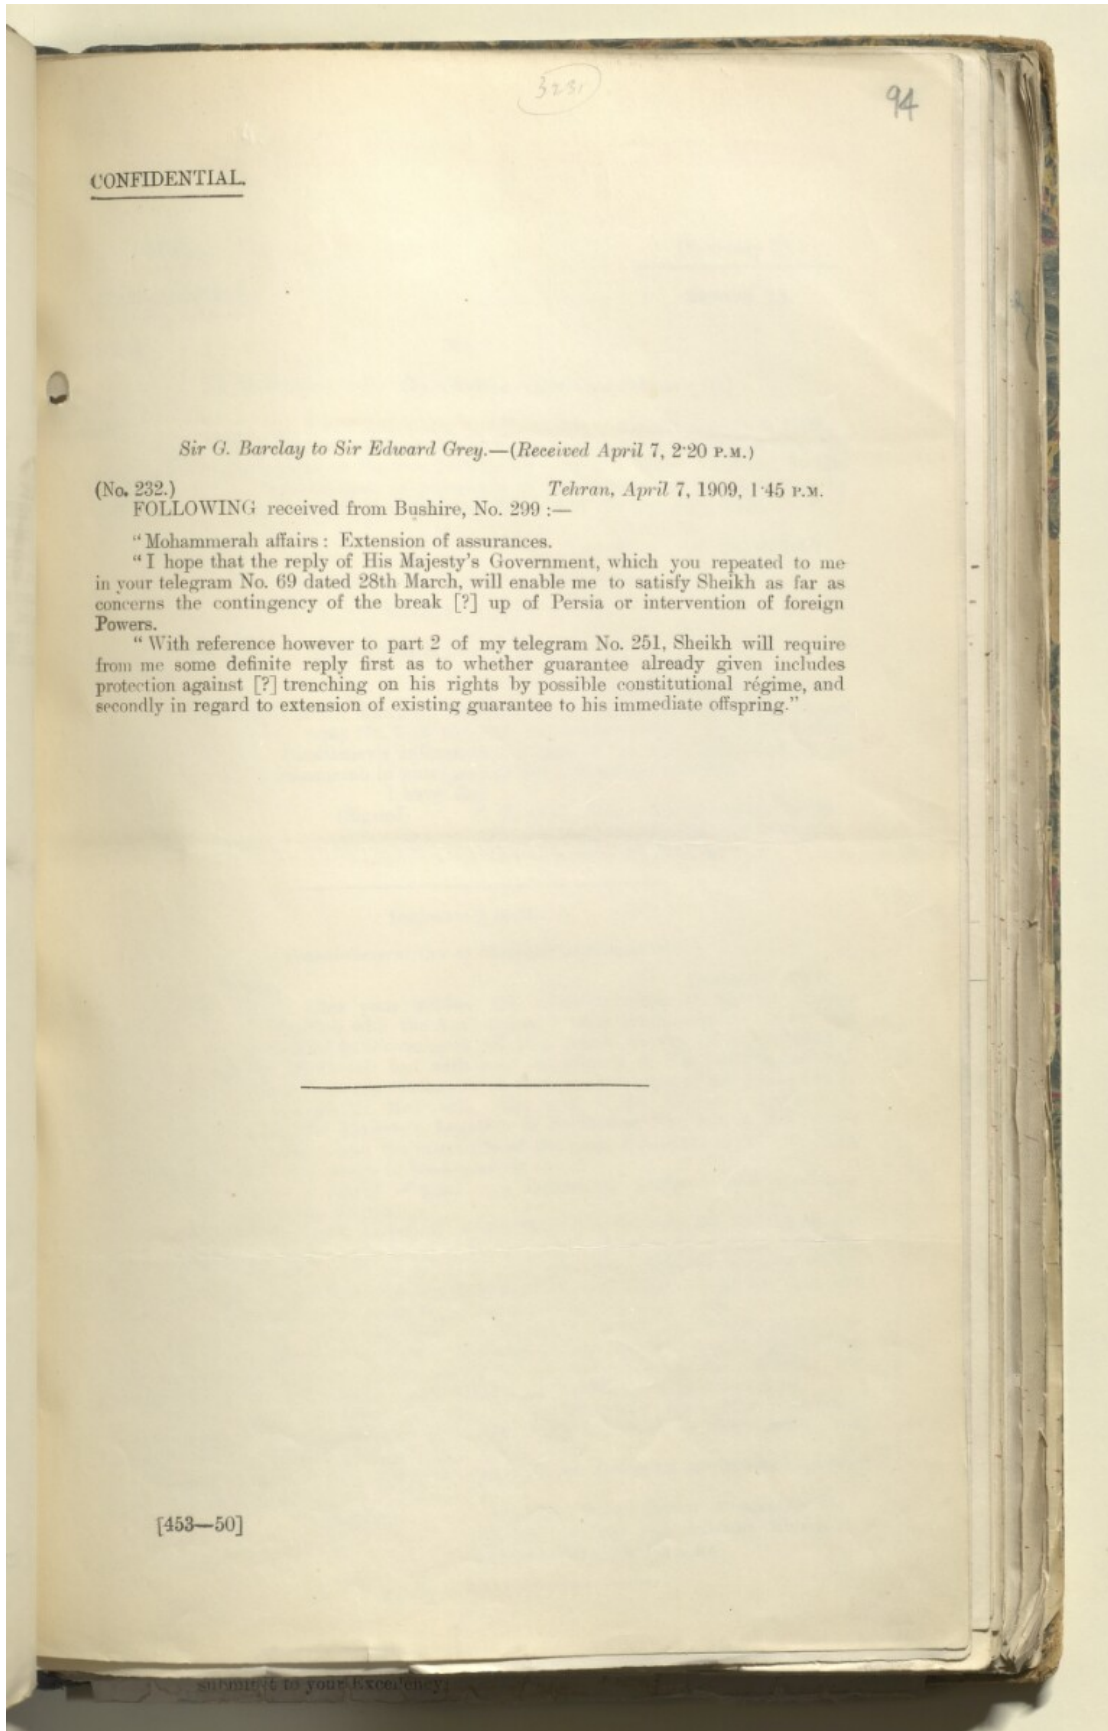 3231
94
CONFIDENTIAL.
Sir G. Barclay to Sir Edward Grey.—(Received April 7, 2·20 P.M.)
(No. 232.) Tehran, April 7, 1909, 1·45 P.M.
FOLLOWING received from Bushire, No. 299 :—
"Mohammerah affairs : Extension of assurances.
"I hope that the reply of His Majesty's Government, which you repeated to me
in your telegram No. 69 dated 28th March, will enable me to satisfy Sheikh as far as
concerns the contingency of the break [?] up of Persia or intervention of foreign
Powers.
"With reference however to part 2 of my telegram No. 251, Sheikh will require
from me some definite reply first as to whether guarantee already given includes
protection against [?] trenching on his rights by possible constitutional régime, and
secondly in regard to extension of existing guarantee to his immediate offspring."
[453—50]
submit it to your Excellency,